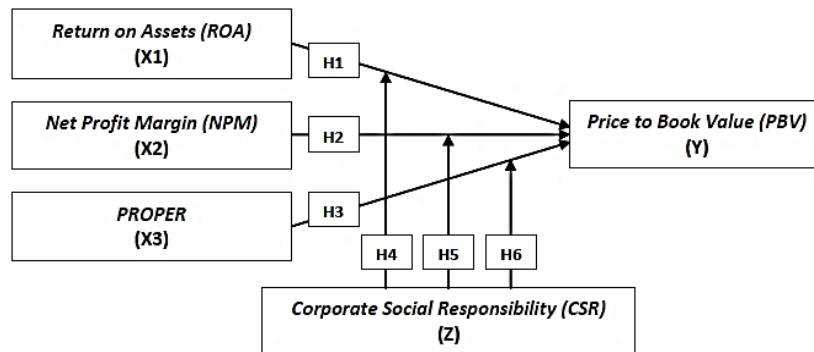 Return on Assets (ROA)
(X1)
H1
Net Profit Margin (NPM)
(X2)
H2
Price to Book Value (PBV)
(Y)
PROPER
(X3)
H3
H4
H5
H6
Corporate Social Responsibility (CSR)
(Z)